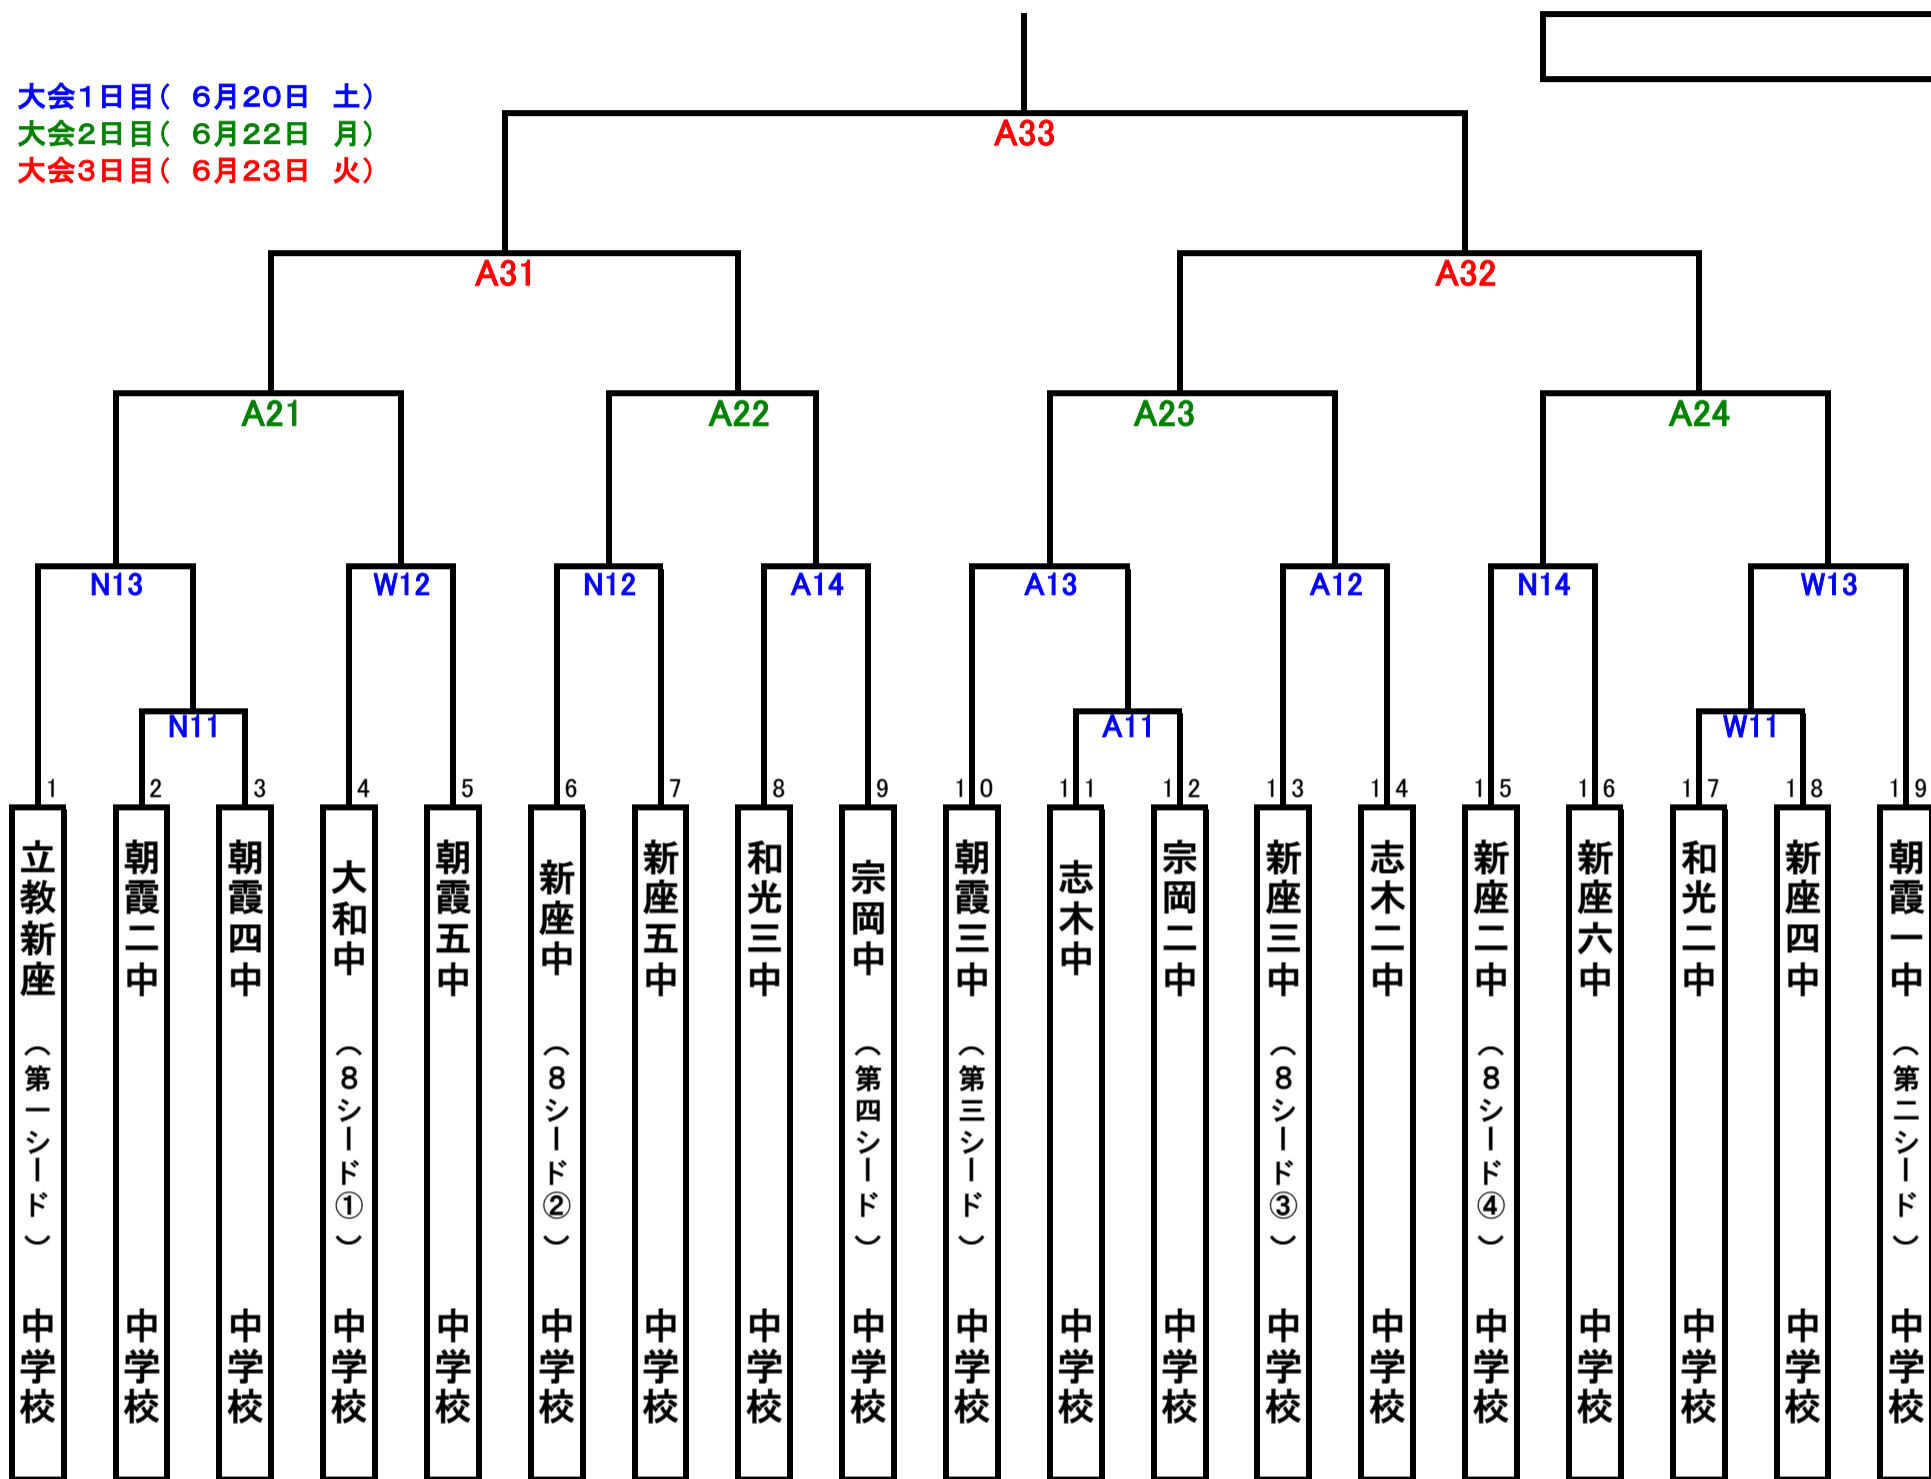 大会1日目( 6月20日 土)
大会2日目( 6月22日 月)
大会3日目( 6月23日 火)
A33
A31
A32
A21
A22
A23
A24
N13
W12
N12
A14
A13
A12
N14
W13
N11
A11
W11
1
2
3
4
5
6
7
8
9
10
11
12
13
14
15
16
17
18
19
立教新座 (第一シード) 中学校
朝霞二中 中学校
朝霞四中 中学校
大和中 (8シード①) 中学校
朝霞五中 中学校
新座中 (8シード②) 中学校
新座五中 中学校
和光三中 中学校
宗岡中 (第四シード) 中学校
朝霞三中 (第三シード) 中学校
志木中 中学校
宗岡二中 中学校
新座三中 (8シード③) 中学校
志木二中 中学校
新座二中 (8シード④) 中学校
新座六中 中学校
和光二中 中学校
新座四中 中学校
朝霞一中 (第二シード) 中学校